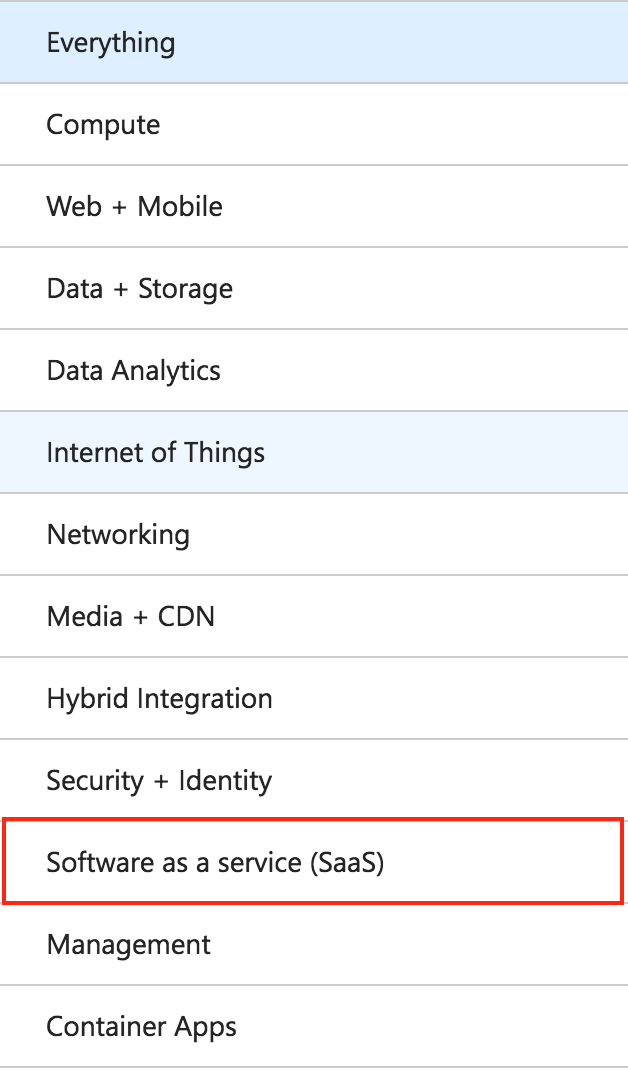 Everything
Compute
Web + Mobile
Data + Storage
Data Analytics
Internet of Things
Networking
Media + CDN
Hybrid Integration
Security + Identity
Software as a service (SaaS)
Management
Container Apps